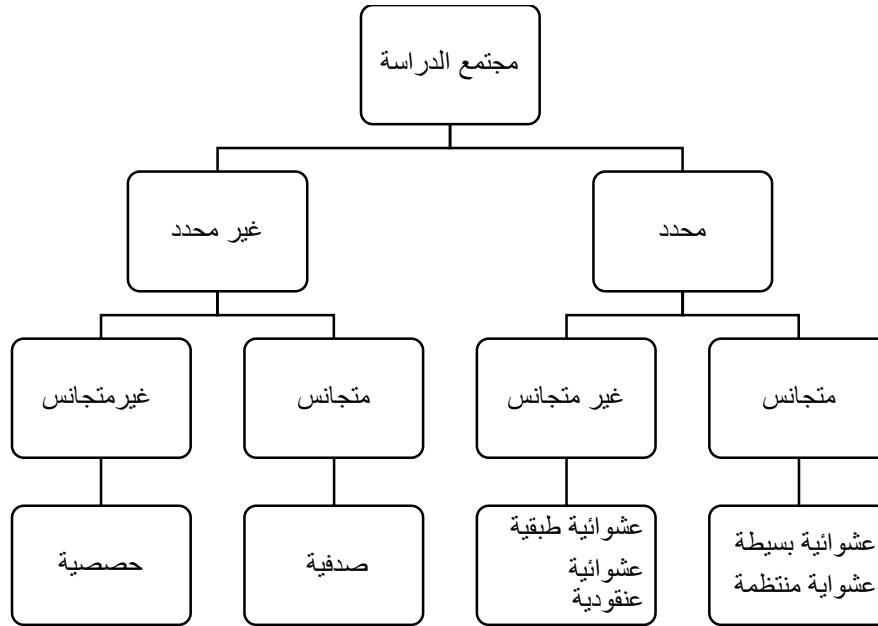 مجتمع الدراسة
محدد
غير محدد
متجانس
غير متجانس
متجانس
غيرمتجانس
عشوائية بسيطة
عشواية منتظمة
عشوائية طبقية
عشوائية
عنقودية
صدفية
حصصية